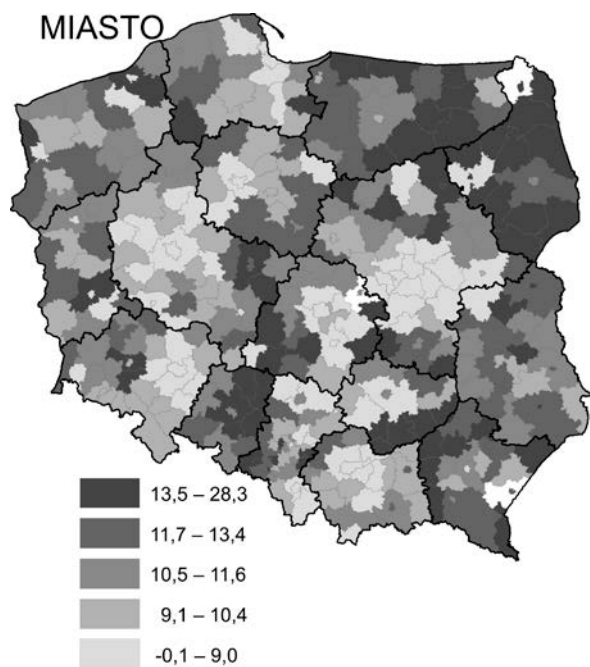 MIASTO
13,5 – 28,3
11,7 – 13,4
10,5 – 11,6
9,1 – 10,4
-0,1 – 9,0